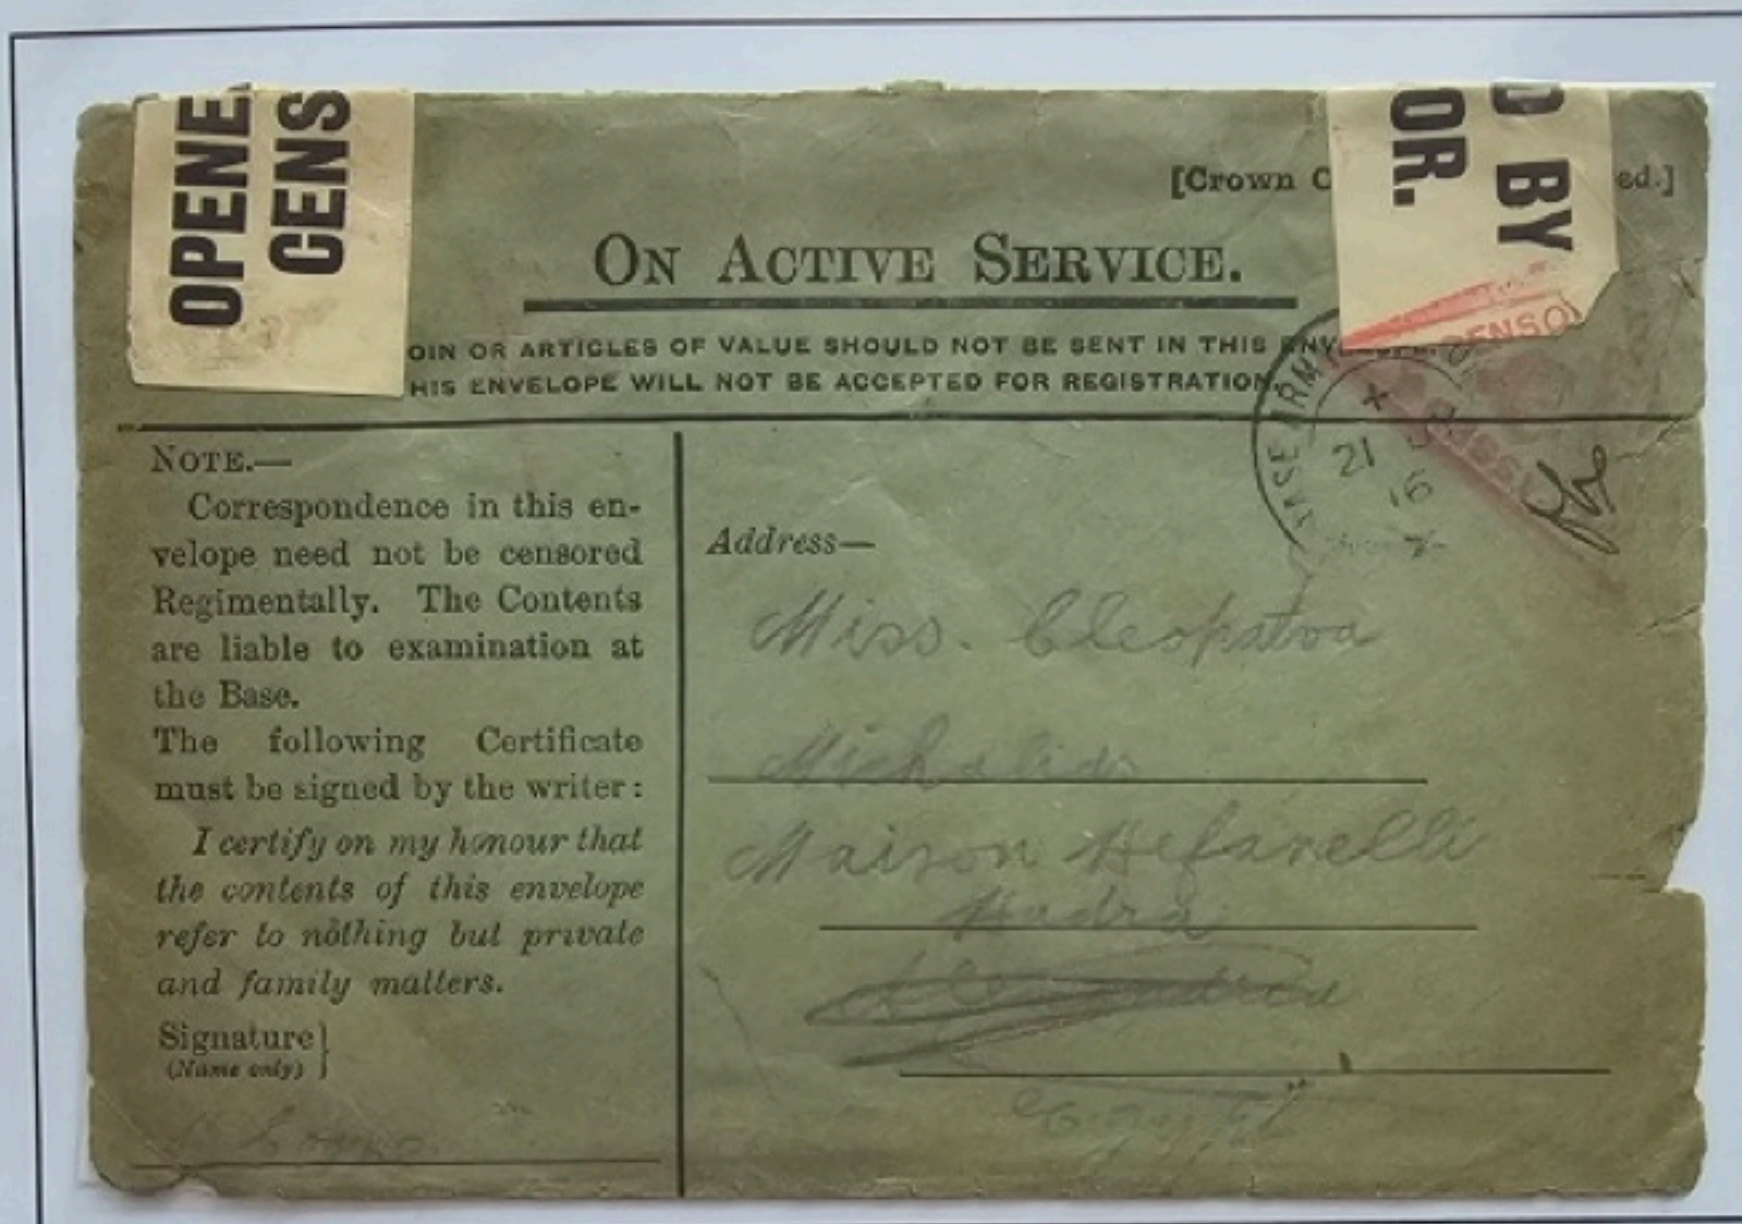 OPENE
CENS
D BY
OR.
[Crown C
ed.]
ON ACTIVE SERVICE.
OIN OR ARTICLES OF VALUE SHOULD NOT BE SENT IN THIS
HIS ENVELOPE WILL NOT BE ACCEPTED FOR REGISTRATION.
CENSO
ARMY
X
21
16
NOTE.—
Correspondence in this en-
velope need not be censored
Regimentally. The Contents
are liable to examination at
the Base.
The following Certificate
must be signed by the writer:
I certify on my honour that
the contents of this envelope
refer to nothing but private
and family matters.
Signature}
(Name only)
Address—
Miss. Cleopatra
Maison
Hadra